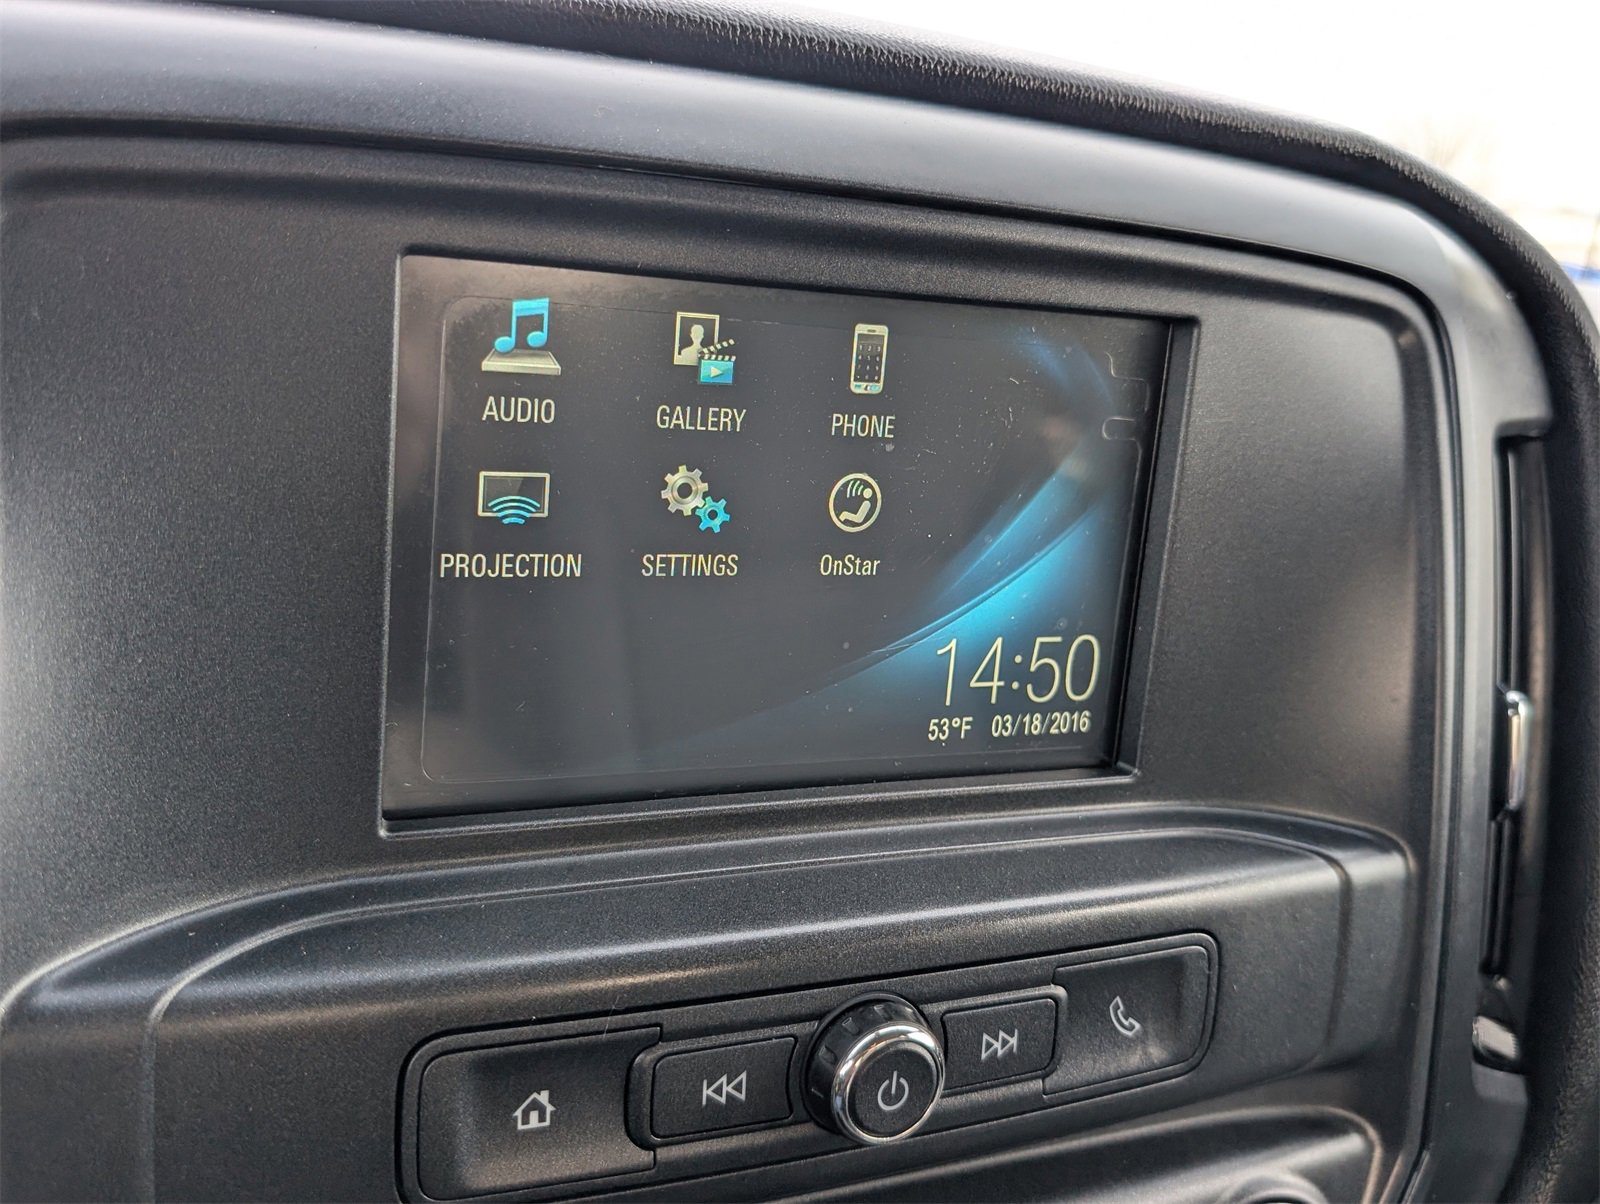 AUDIO GALLERY PHONE
PROJECTION SETTINGS OnStar
14:50
53°F 03/18/2016